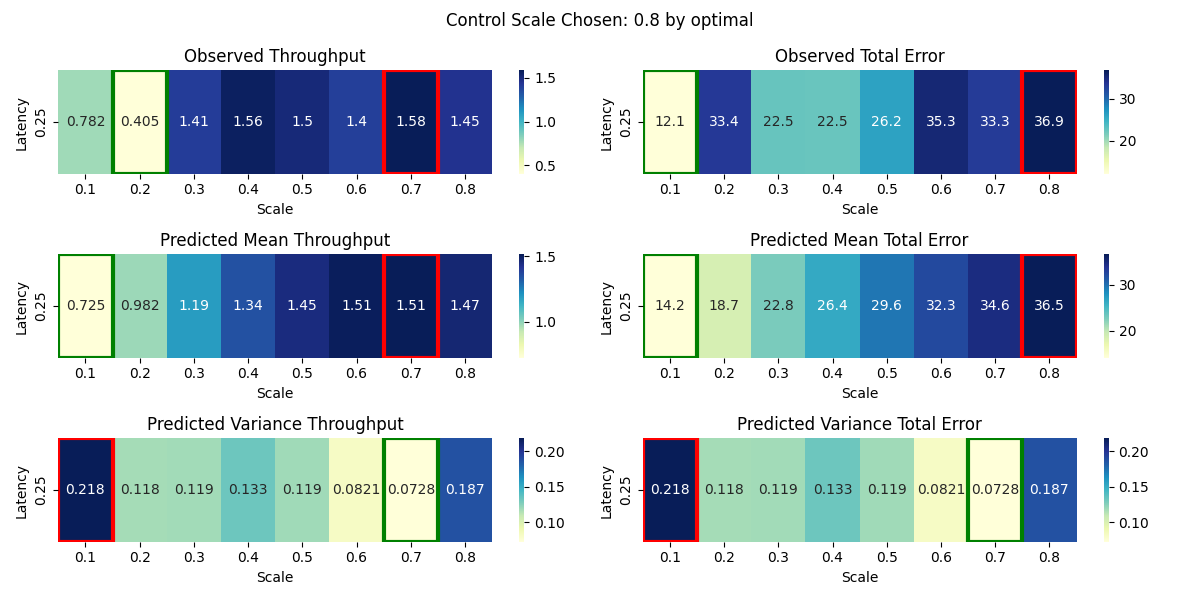 Control Scale Chosen: 0.8 by optimal
Observed Throughput
Latency
0.25
0.782 0.405 1.41 1.56 1.5 1.4 1.58 1.45
0.1 0.2 0.3 0.4 0.5 0.6 0.7 0.8
Scale
1.5
1.0
0.5
Observed Total Error
Latency
0.25
12.1 33.4 22.5 22.5 26.2 35.3 33.3 36.9
0.1 0.2 0.3 0.4 0.5 0.6 0.7 0.8
Scale
30
20
Predicted Mean Throughput
Latency
0.25
0.725 0.982 1.19 1.34 1.45 1.51 1.51 1.47
0.1 0.2 0.3 0.4 0.5 0.6 0.7 0.8
Scale
1.5
1.0
Predicted Mean Total Error
Latency
0.25
14.2 18.7 22.8 26.4 29.6 32.3 34.6 36.5
0.1 0.2 0.3 0.4 0.5 0.6 0.7 0.8
Scale
30
20
Predicted Variance Throughput
Latency
0.25
0.218 0.118 0.119 0.133 0.119 0.0821 0.0728 0.187
0.1 0.2 0.3 0.4 0.5 0.6 0.7 0.8
Scale
0.20
0.15
0.10
Predicted Variance Total Error
Latency
0.25
0.218 0.118 0.119 0.133 0.119 0.0821 0.0728 0.187
0.1 0.2 0.3 0.4 0.5 0.6 0.7 0.8
Scale
0.20
0.15
0.10